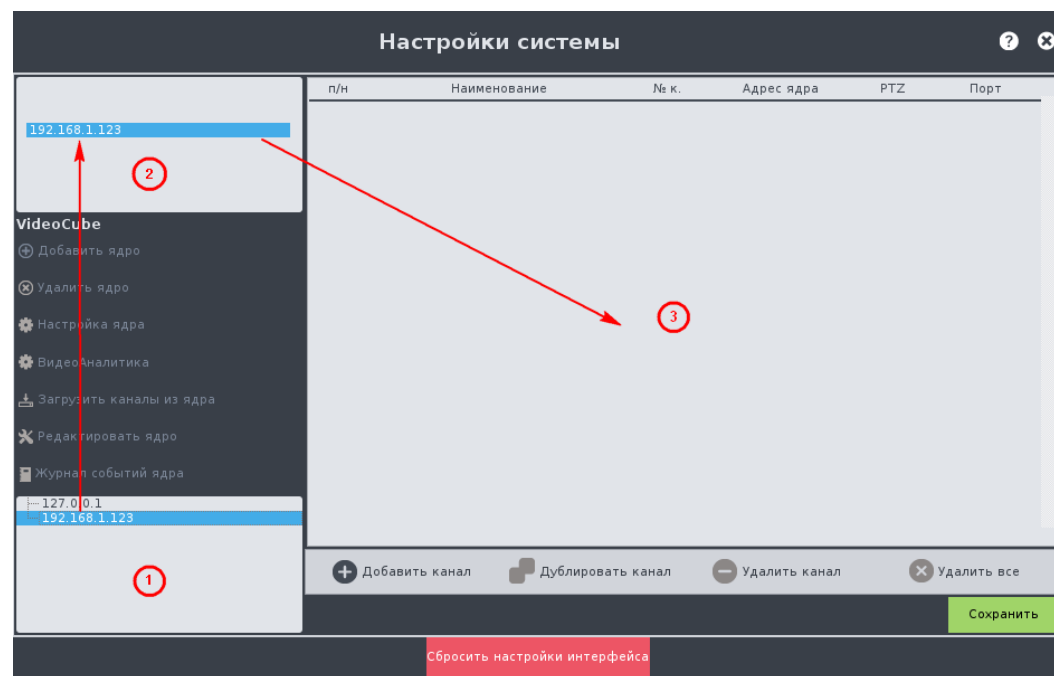 Настройки системы
?
п/н Наименование № к. Адрес ядра PTZ Порт
192.168.1.123
2
VideoCube
Добавить ядро
Удалить ядро
3
Настройка ядра
ВидеоАналитика
Загрузить каналы из ядра
Редактировать ядро
Журнал событий ядра
127.0.0.1
192.168.1.123
1
Добавить канал Дублировать канал Удалить канал Удалить все
Сохранить
Сбросить настройки интерфейса